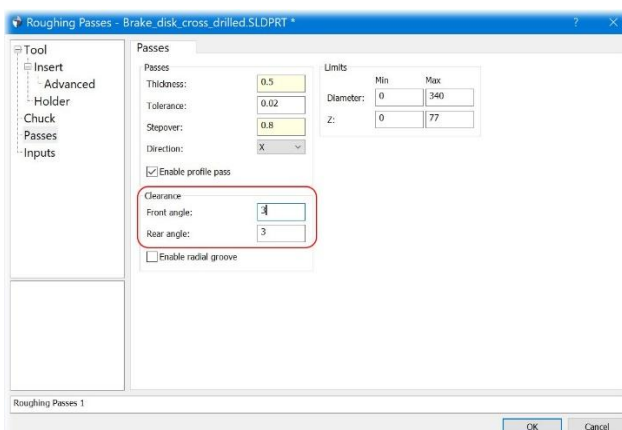 Roughing Passes - Brake_disk_cross_drilled.SLDPRT *
? ×
Tool
Insert
Advanced
Holder
Chuck
Passes
Inputs
Passes
Passes
Thickness: 0.5
Tolerance: 0.02
Stepover: 0.8
Direction: X
Enable profile pass
Clearance
Front angle: 3
Rear angle: 3
Enable radial groove
Limits
Min Max
Diameter: 0 340
Z: 0 77
Roughing Passes 1
OK Cancel